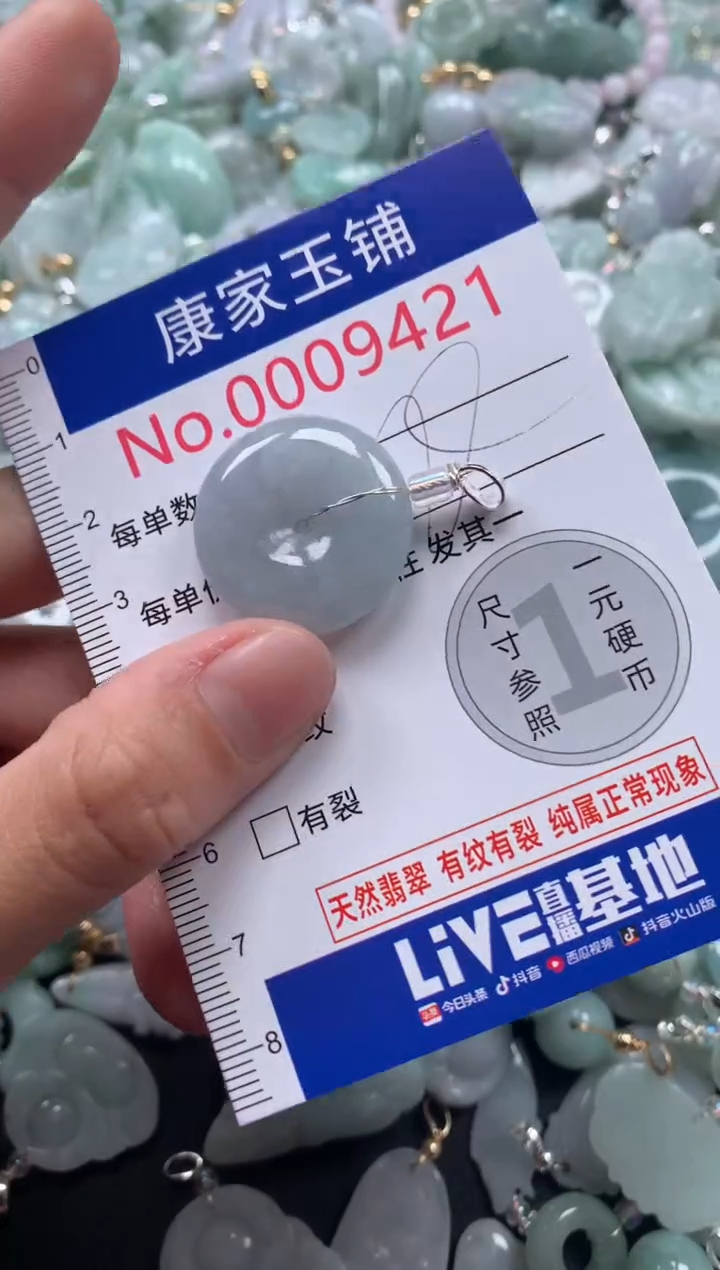 康家玉铺
No.0009421
0
1
2
3
6
7
8
每单数
每单
发其一
一元硬币
尺寸参照
1
有裂
天然翡翠 有纹有裂 纯属正常现象
LiVE直播基地
今日头条 抖音 西瓜视频 抖音火山版